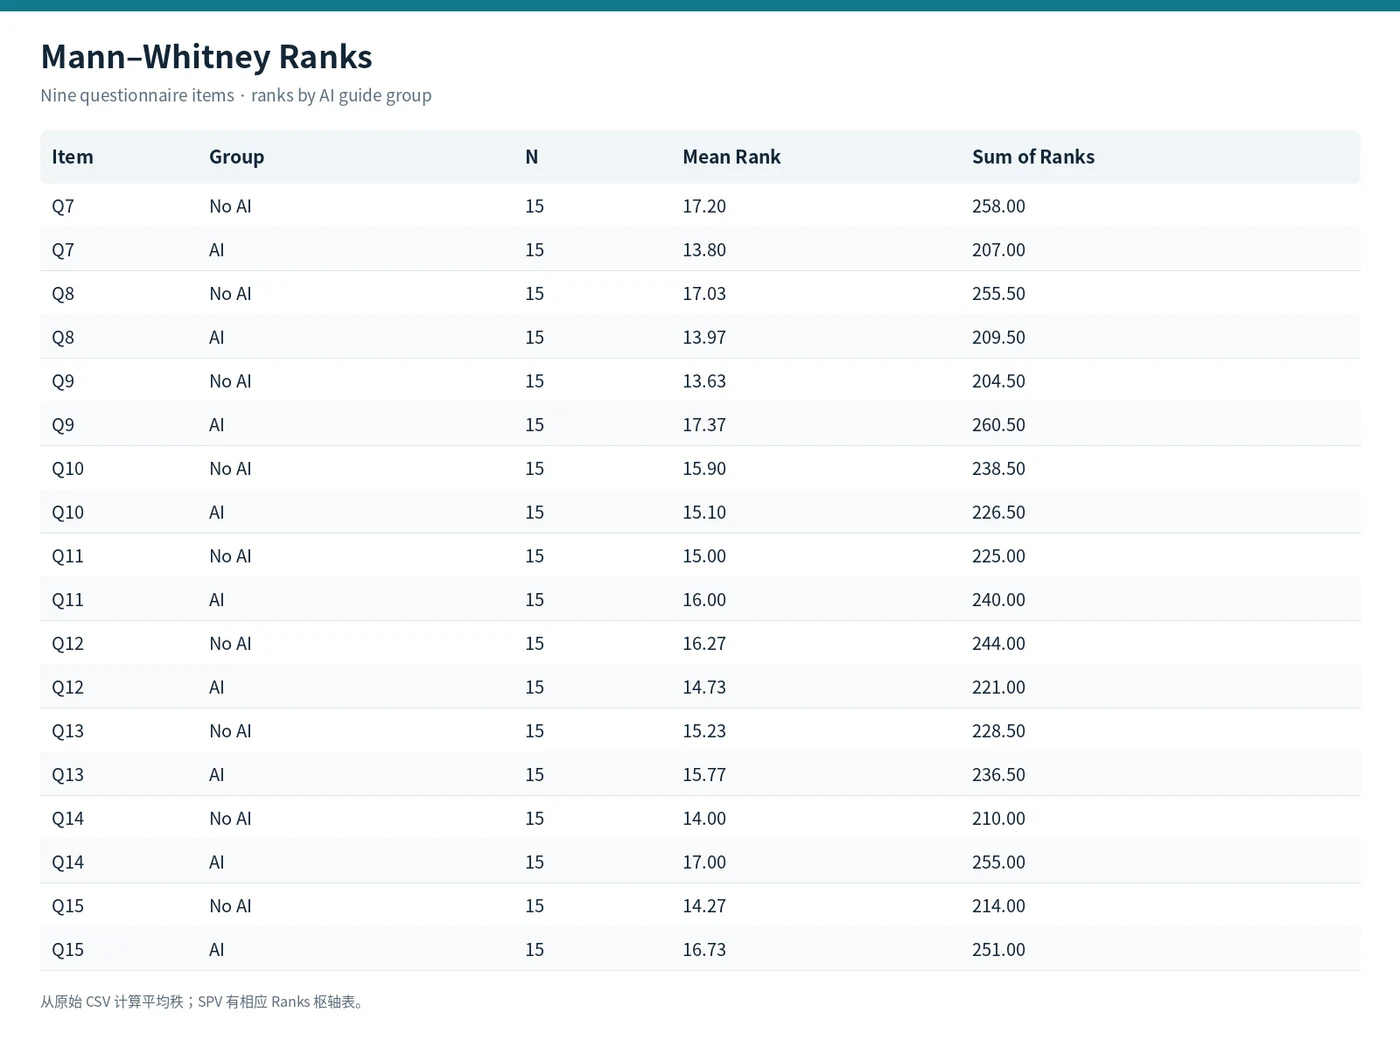 Mann–Whitney Ranks
Nine questionnaire items · ranks by AI guide group
Item Group N Mean Rank Sum of Ranks
Q7 No AI 15 17.20 258.00
Q7 AI 15 13.80 207.00
Q8 No AI 15 17.03 255.50
Q8 AI 15 13.97 209.50
Q9 No AI 15 13.63 204.50
Q9 AI 15 17.37 260.50
Q10 No AI 15 15.90 238.50
Q10 AI 15 15.10 226.50
Q11 No AI 15 15.00 225.00
Q11 AI 15 16.00 240.00
Q12 No AI 15 16.27 244.00
Q12 AI 15 14.73 221.00
Q13 No AI 15 15.23 228.50
Q13 AI 15 15.77 236.50
Q14 No AI 15 14.00 210.00
Q14 AI 15 17.00 255.00
Q15 No AI 15 14.27 214.00
Q15 AI 15 16.73 251.00
从原始 CSV 计算平均秩；SPV 有相应 Ranks 枢轴表。